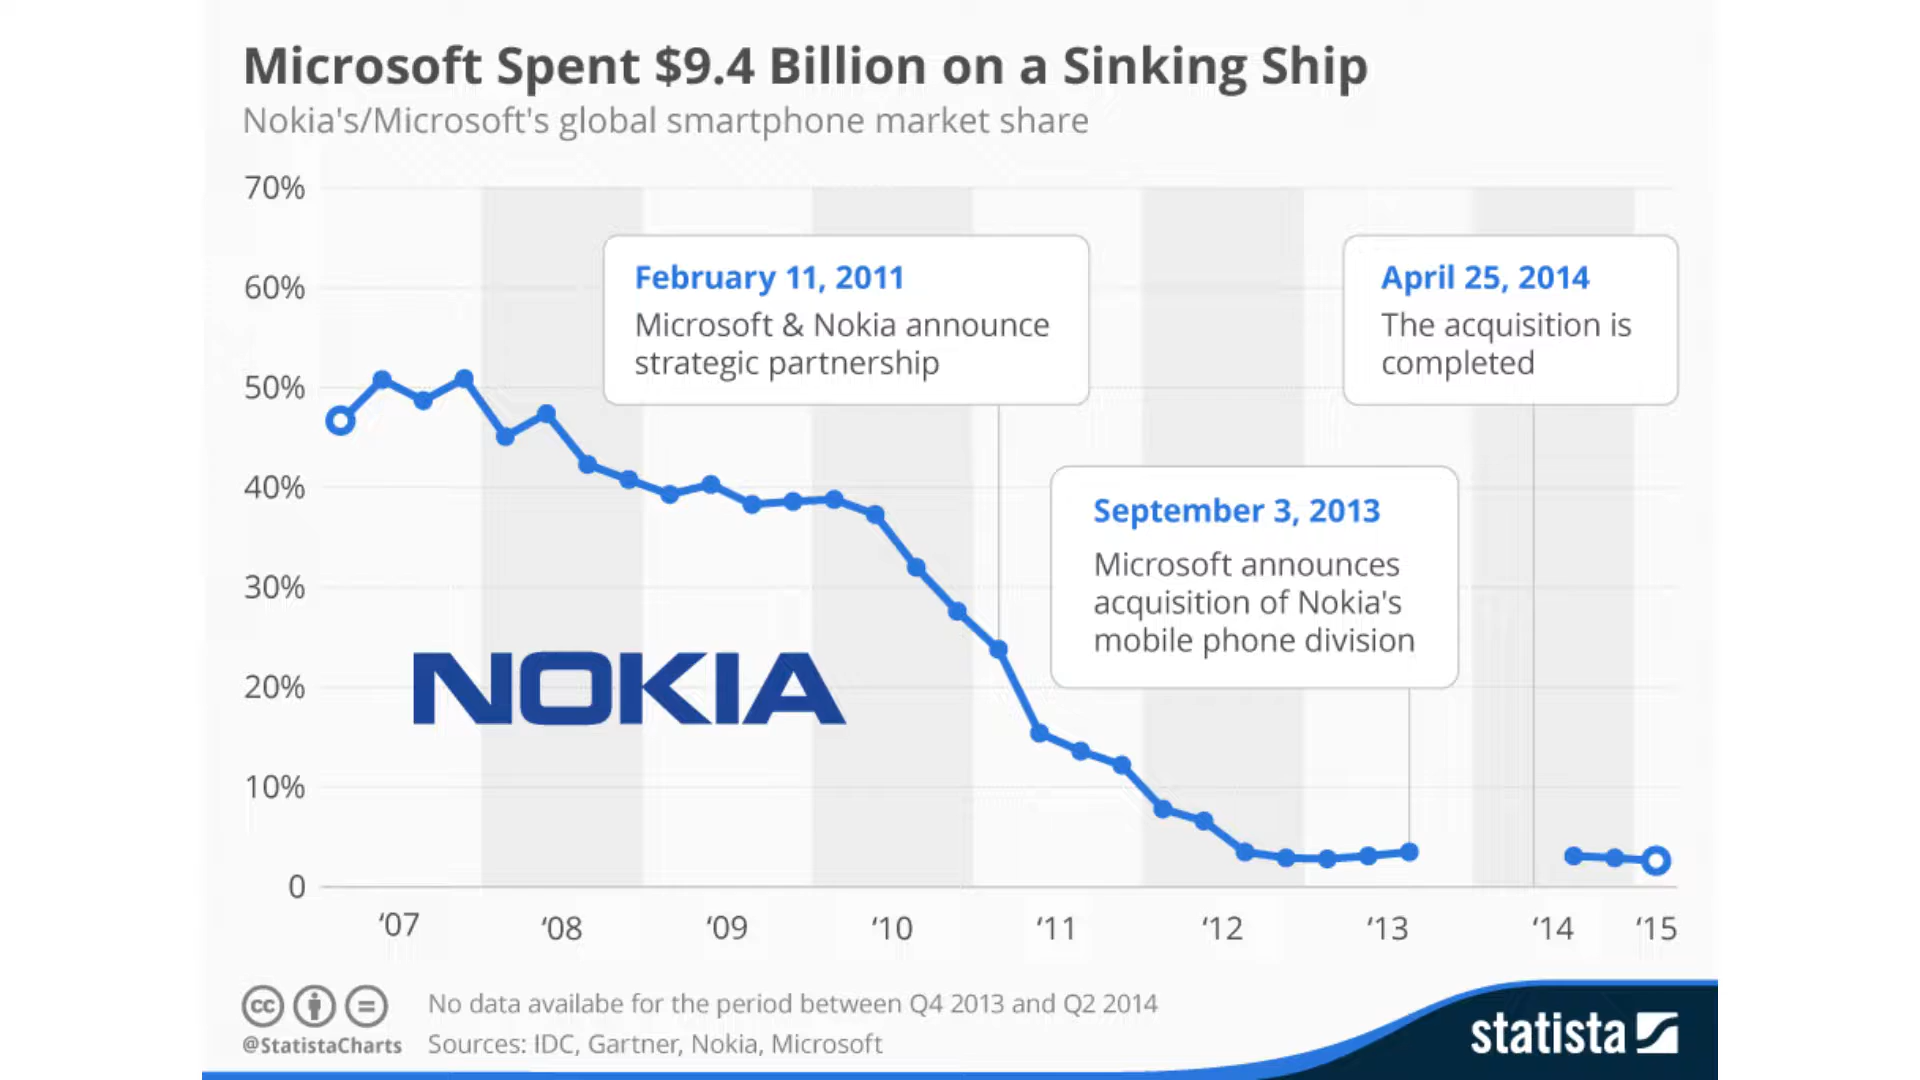 Microsoft Spent $9.4 Billion on a Sinking Ship
Nokia's/Microsoft's global smartphone market share
70%
60%
50%
40%
30%
20%
10%
0
February 11, 2011
Microsoft & Nokia announce
strategic partnership
April 25, 2014
The acquisition is
completed
September 3, 2013
Microsoft announces
acquisition of Nokia's
mobile phone division
NOKIA
‘07 ‘08 ‘09 ‘10 ‘11 ‘12 ‘13 ‘14 ‘15
cc
@StatistaCharts
No data availabe for the period between Q4 2013 and Q2 2014
Sources: IDC, Gartner, Nokia, Microsoft
statista